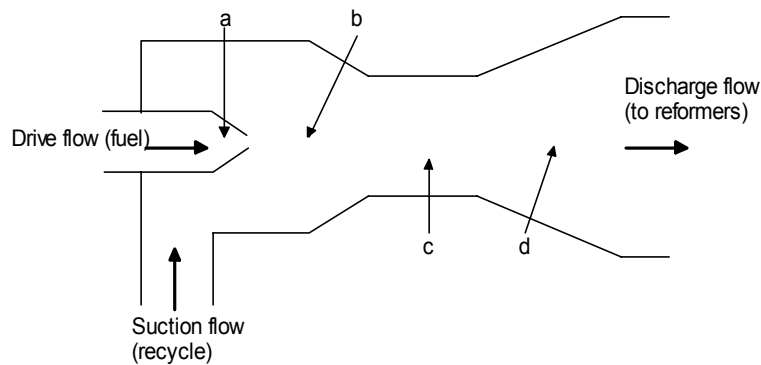 a
b
Drive flow (fuel)
Discharge flow
(to reformers)
c
d
Suction flow
(recycle)